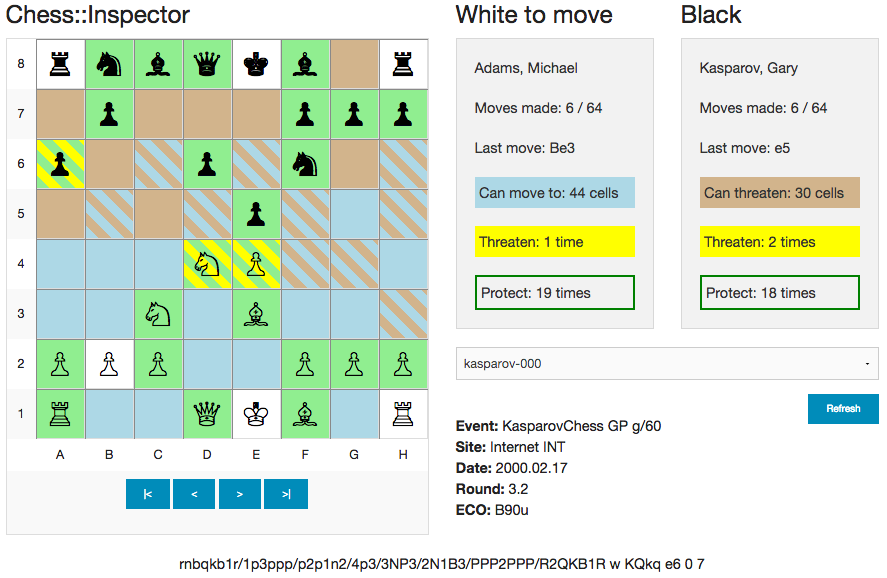 Chess::Inspector
8
7
6
5
4
3
2
1
A B C D E F G H
|< < > >|
White to move
Adams, Michael
Moves made: 6 / 64
Last move: Be3
Can move to: 44 cells
Threaten: 1 time
Protect: 19 times
Black
Kasparov, Gary
Moves made: 6 / 64
Last move: e5
Can threaten: 30 cells
Threaten: 2 times
Protect: 18 times
kasparov-000
Refresh
Event: KasparovChess GP g/60
Site: Internet INT
Date: 2000.02.17
Round: 3.2
ECO: B90u
rnbqkb1r/1p3ppp/p2p1n2/4p3/3NP3/2N1B3/PPP2PPP/R2QKB1R w KQkq e6 0 7